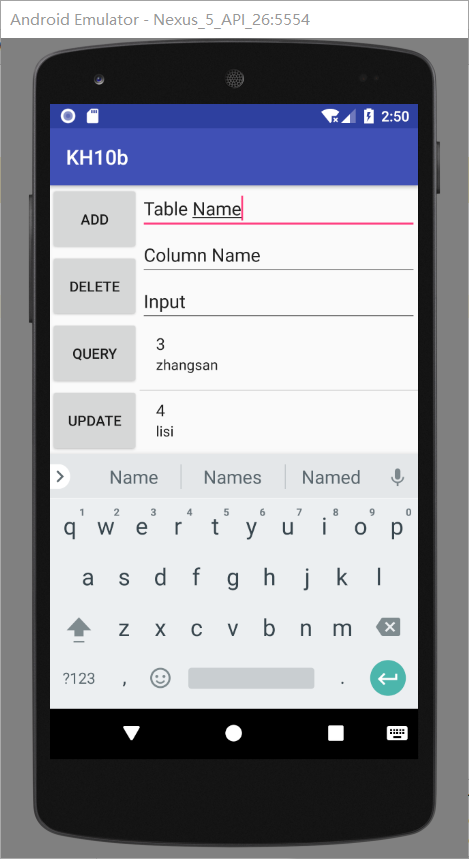 Android Emulator - Nexus_5_API_26:5554
2:50
KH10b
ADD
Table Name
Column Name
DELETE
Input
QUERY
3
zhangsan
UPDATE
4
lisi
Name Names Named
1 2 3 4 5 6 7 8 9 0
q w e r t y u i o p
a s d f g h j k l
z x c v b n m
?123 , .